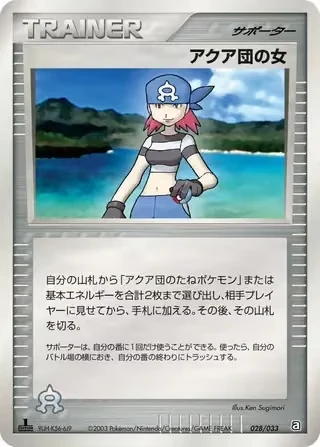 TRAINER
サポーター
アクア団の女
自分の山札から「アクア団のたねポケモン」または
基本エネルギーを合計2枚まで選び出し、相手プレイ
ヤーに見せてから、手札に加える。その後、その山札
を切る。
サポーターは、自分の番に1回だけ使うことができる。使ったら、自分の
バトル場の横におき、自分の番の終わりにトラッシュする。
Illus.Ken Sugimori
1 9UH-K56-6J9 ©2003 Pokémon/Nintendo/Creatures/GAME FREAK 028/033 a